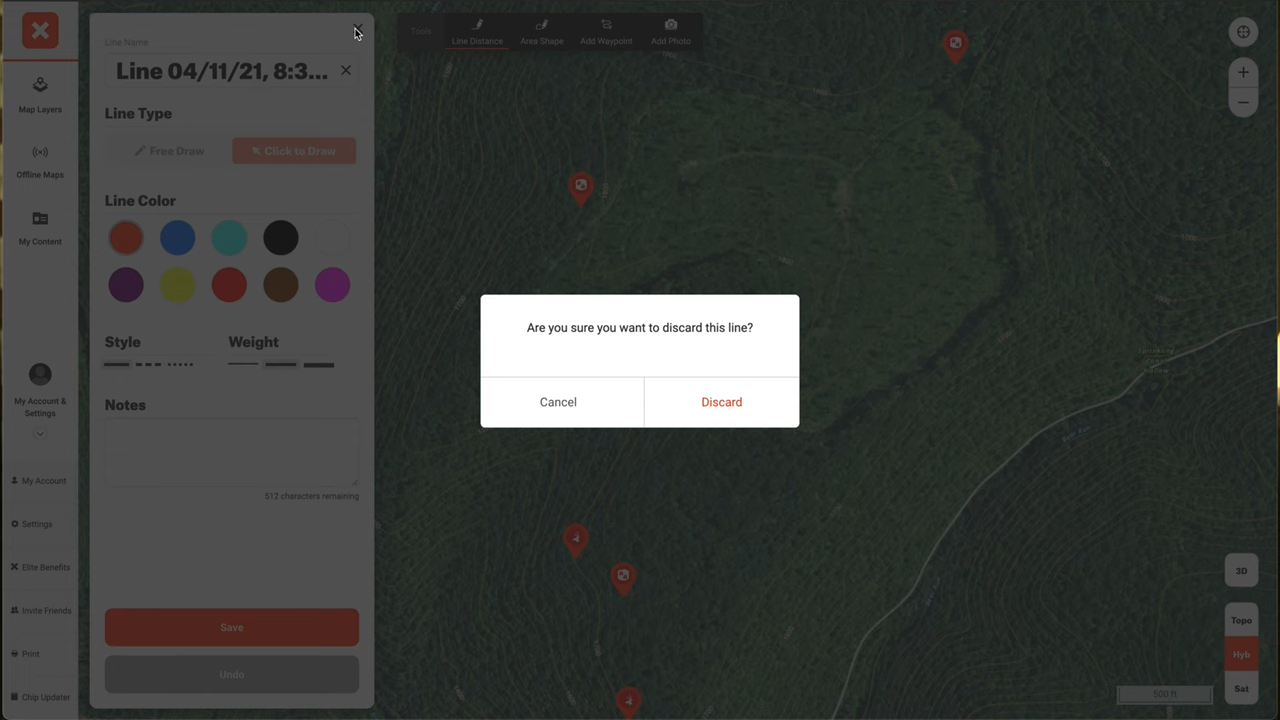 Line Name
Line 04/11/21, 8:3...
Line Type
Free Draw
Click to Draw
Line Color
Style
Weight
Notes
512 characters remaining
Save
Undo
Map Layers
Offline Maps
My Content
My Account &
Settings
My Account
Settings
Elite Benefits
Invite Friends
Print
Chip Updater
Tools
Line Distance
Area Shape
Add Waypoint
Add Photo
Are you sure you want to discard this line?
Cancel
Discard
3D
Topo
Hyb
Sat
500 ft